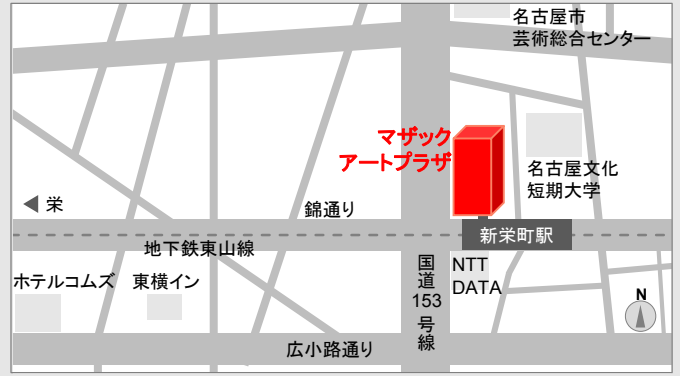 名古屋市
芸術総合センター
マザック
アートプラザ
名古屋文化
短期大学
栄
錦通り
新栄町駅
地下鉄東山線
ホテルコムズ
東横イン
国道153号線
NTT
DATA
N
広小路通り